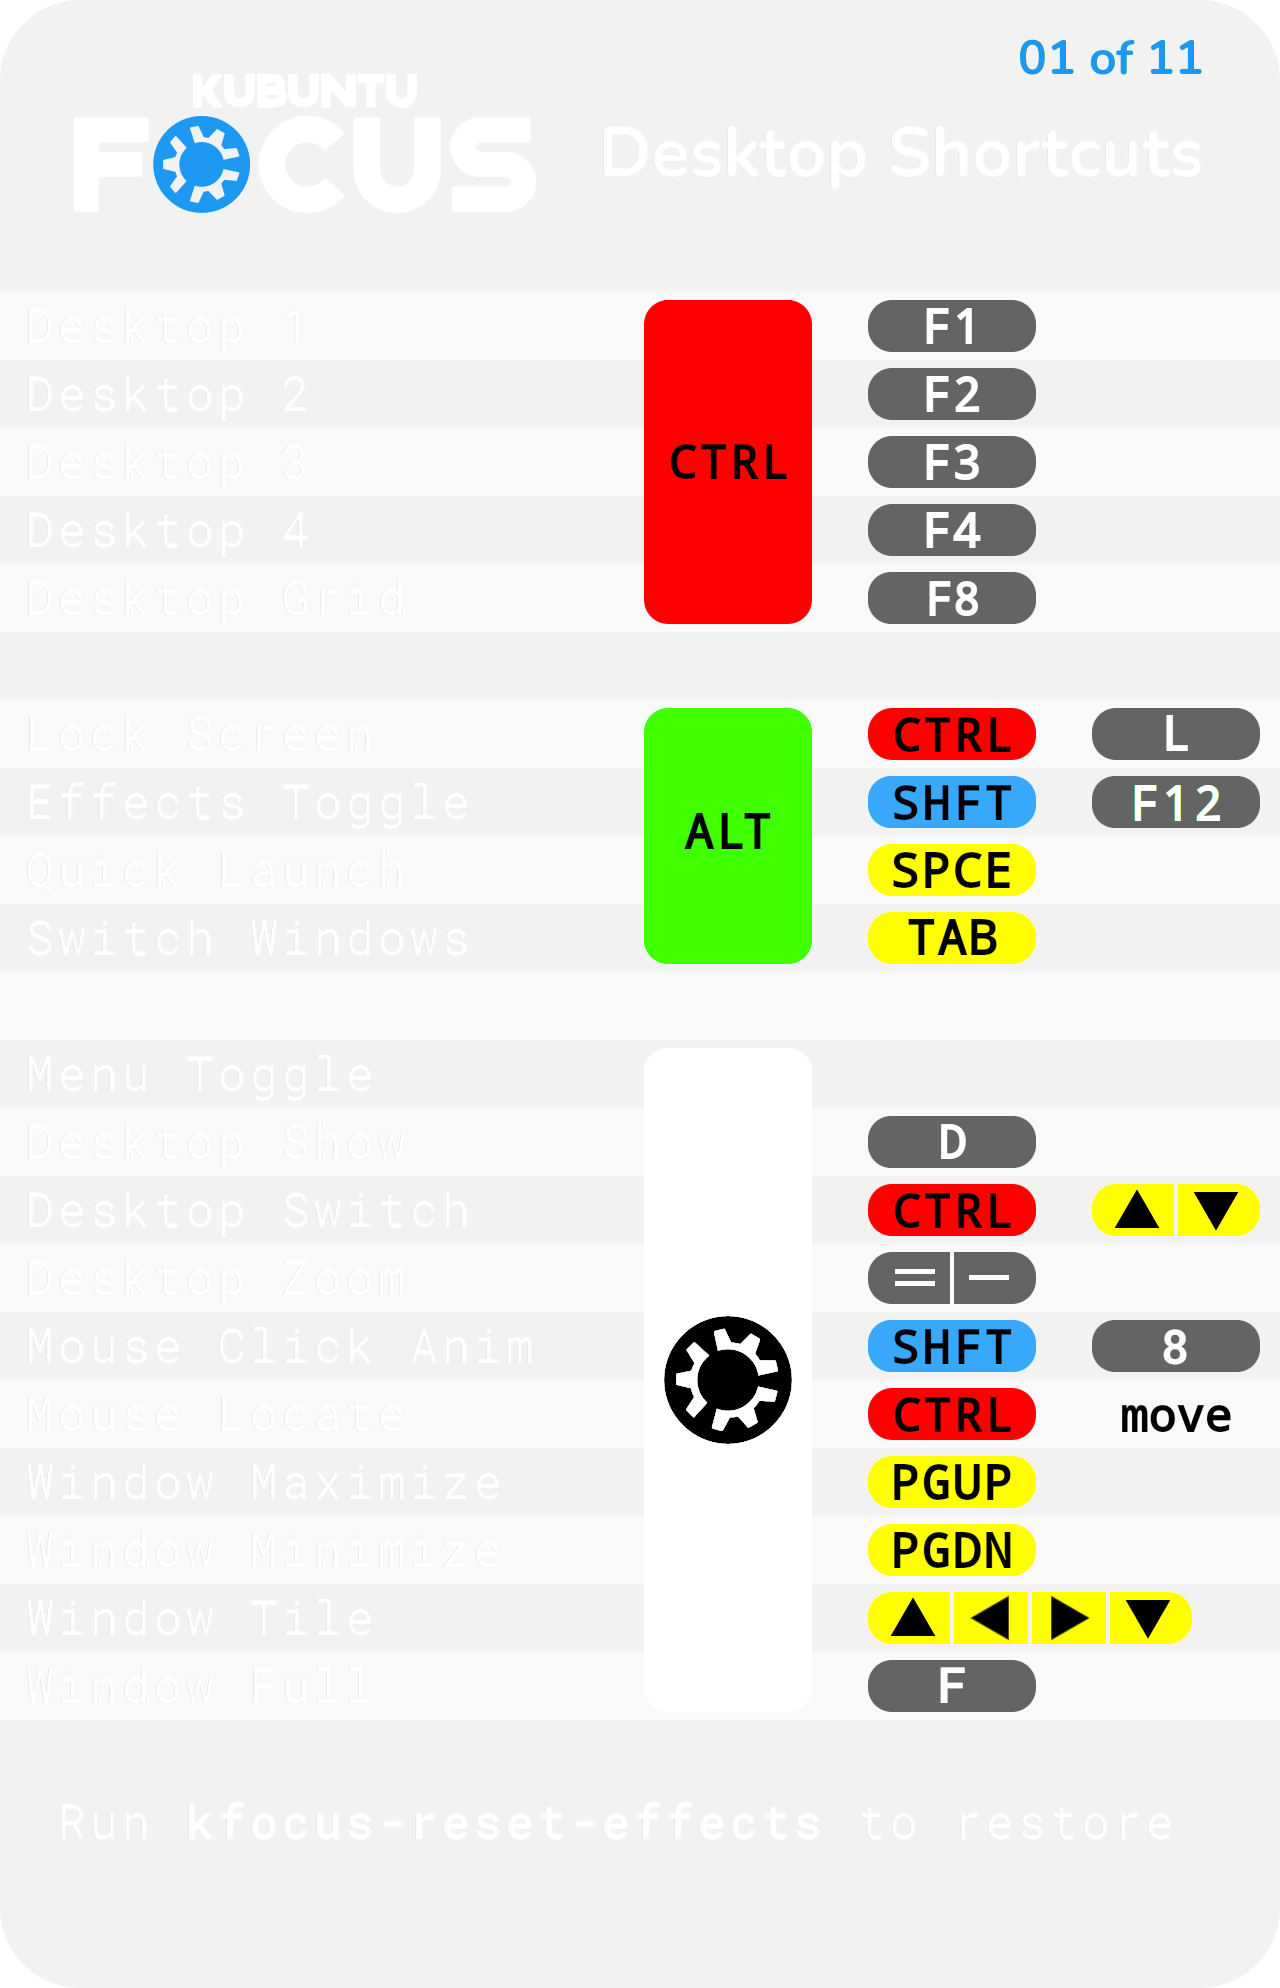 01 of 11
KUBUNTU
FOCUS
Desktop Shortcuts
Desktop 1 F1
Desktop 2 F2
Desktop 3 CTRL F3
Desktop 4 F4
Desktop Grid F8
Lock Screen CTRL L
Effects Toggle SHFT F12
ALT
Quick Launch SPCE
Switch Windows TAB
Menu Toggle
Desktop Show D
Desktop Switch CTRL ▲ ▼
Desktop Zoom = –
Mouse Click Anim SHFT 8
Mouse Locate CTRL move
Window Maximize PGUP
Window Minimize PGDN
Window Tile ▲ ◀ ▶ ▼
Window Full F
Run kfocus-reset-effects to restore